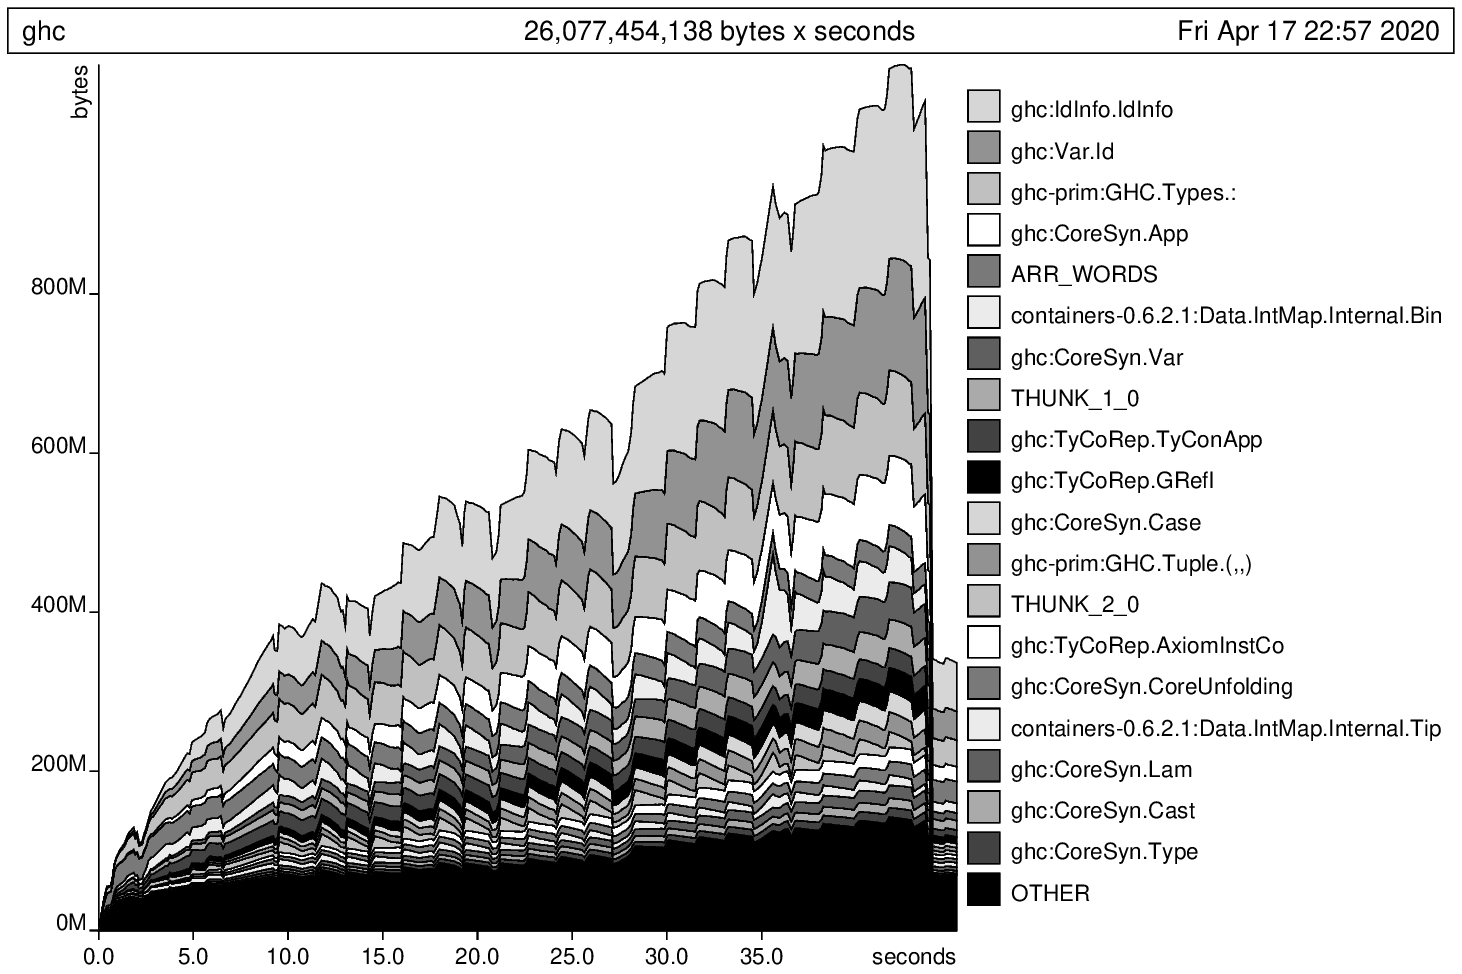 ghc 26,077,454,138 bytes x seconds Fri Apr 17 22:57 2020
bytes
800M
600M
400M
200M
0M
0.0 5.0 10.0 15.0 20.0 25.0 30.0 35.0 seconds
ghc:IdInfo.IdInfo
ghc:Var.Id
ghc-prim:GHC.Types.:
ghc:CoreSyn.App
ARR_WORDS
containers-0.6.2.1:Data.IntMap.Internal.Bin
ghc:CoreSyn.Var
THUNK_1_0
ghc:TyCoRep.TyConApp
ghc:TyCoRep.GRefl
ghc:CoreSyn.Case
ghc-prim:GHC.Tuple.(,,)
THUNK_2_0
ghc:TyCoRep.AxiomInstCo
ghc:CoreSyn.CoreUnfolding
containers-0.6.2.1:Data.IntMap.Internal.Tip
ghc:CoreSyn.Lam
ghc:CoreSyn.Cast
ghc:CoreSyn.Type
OTHER